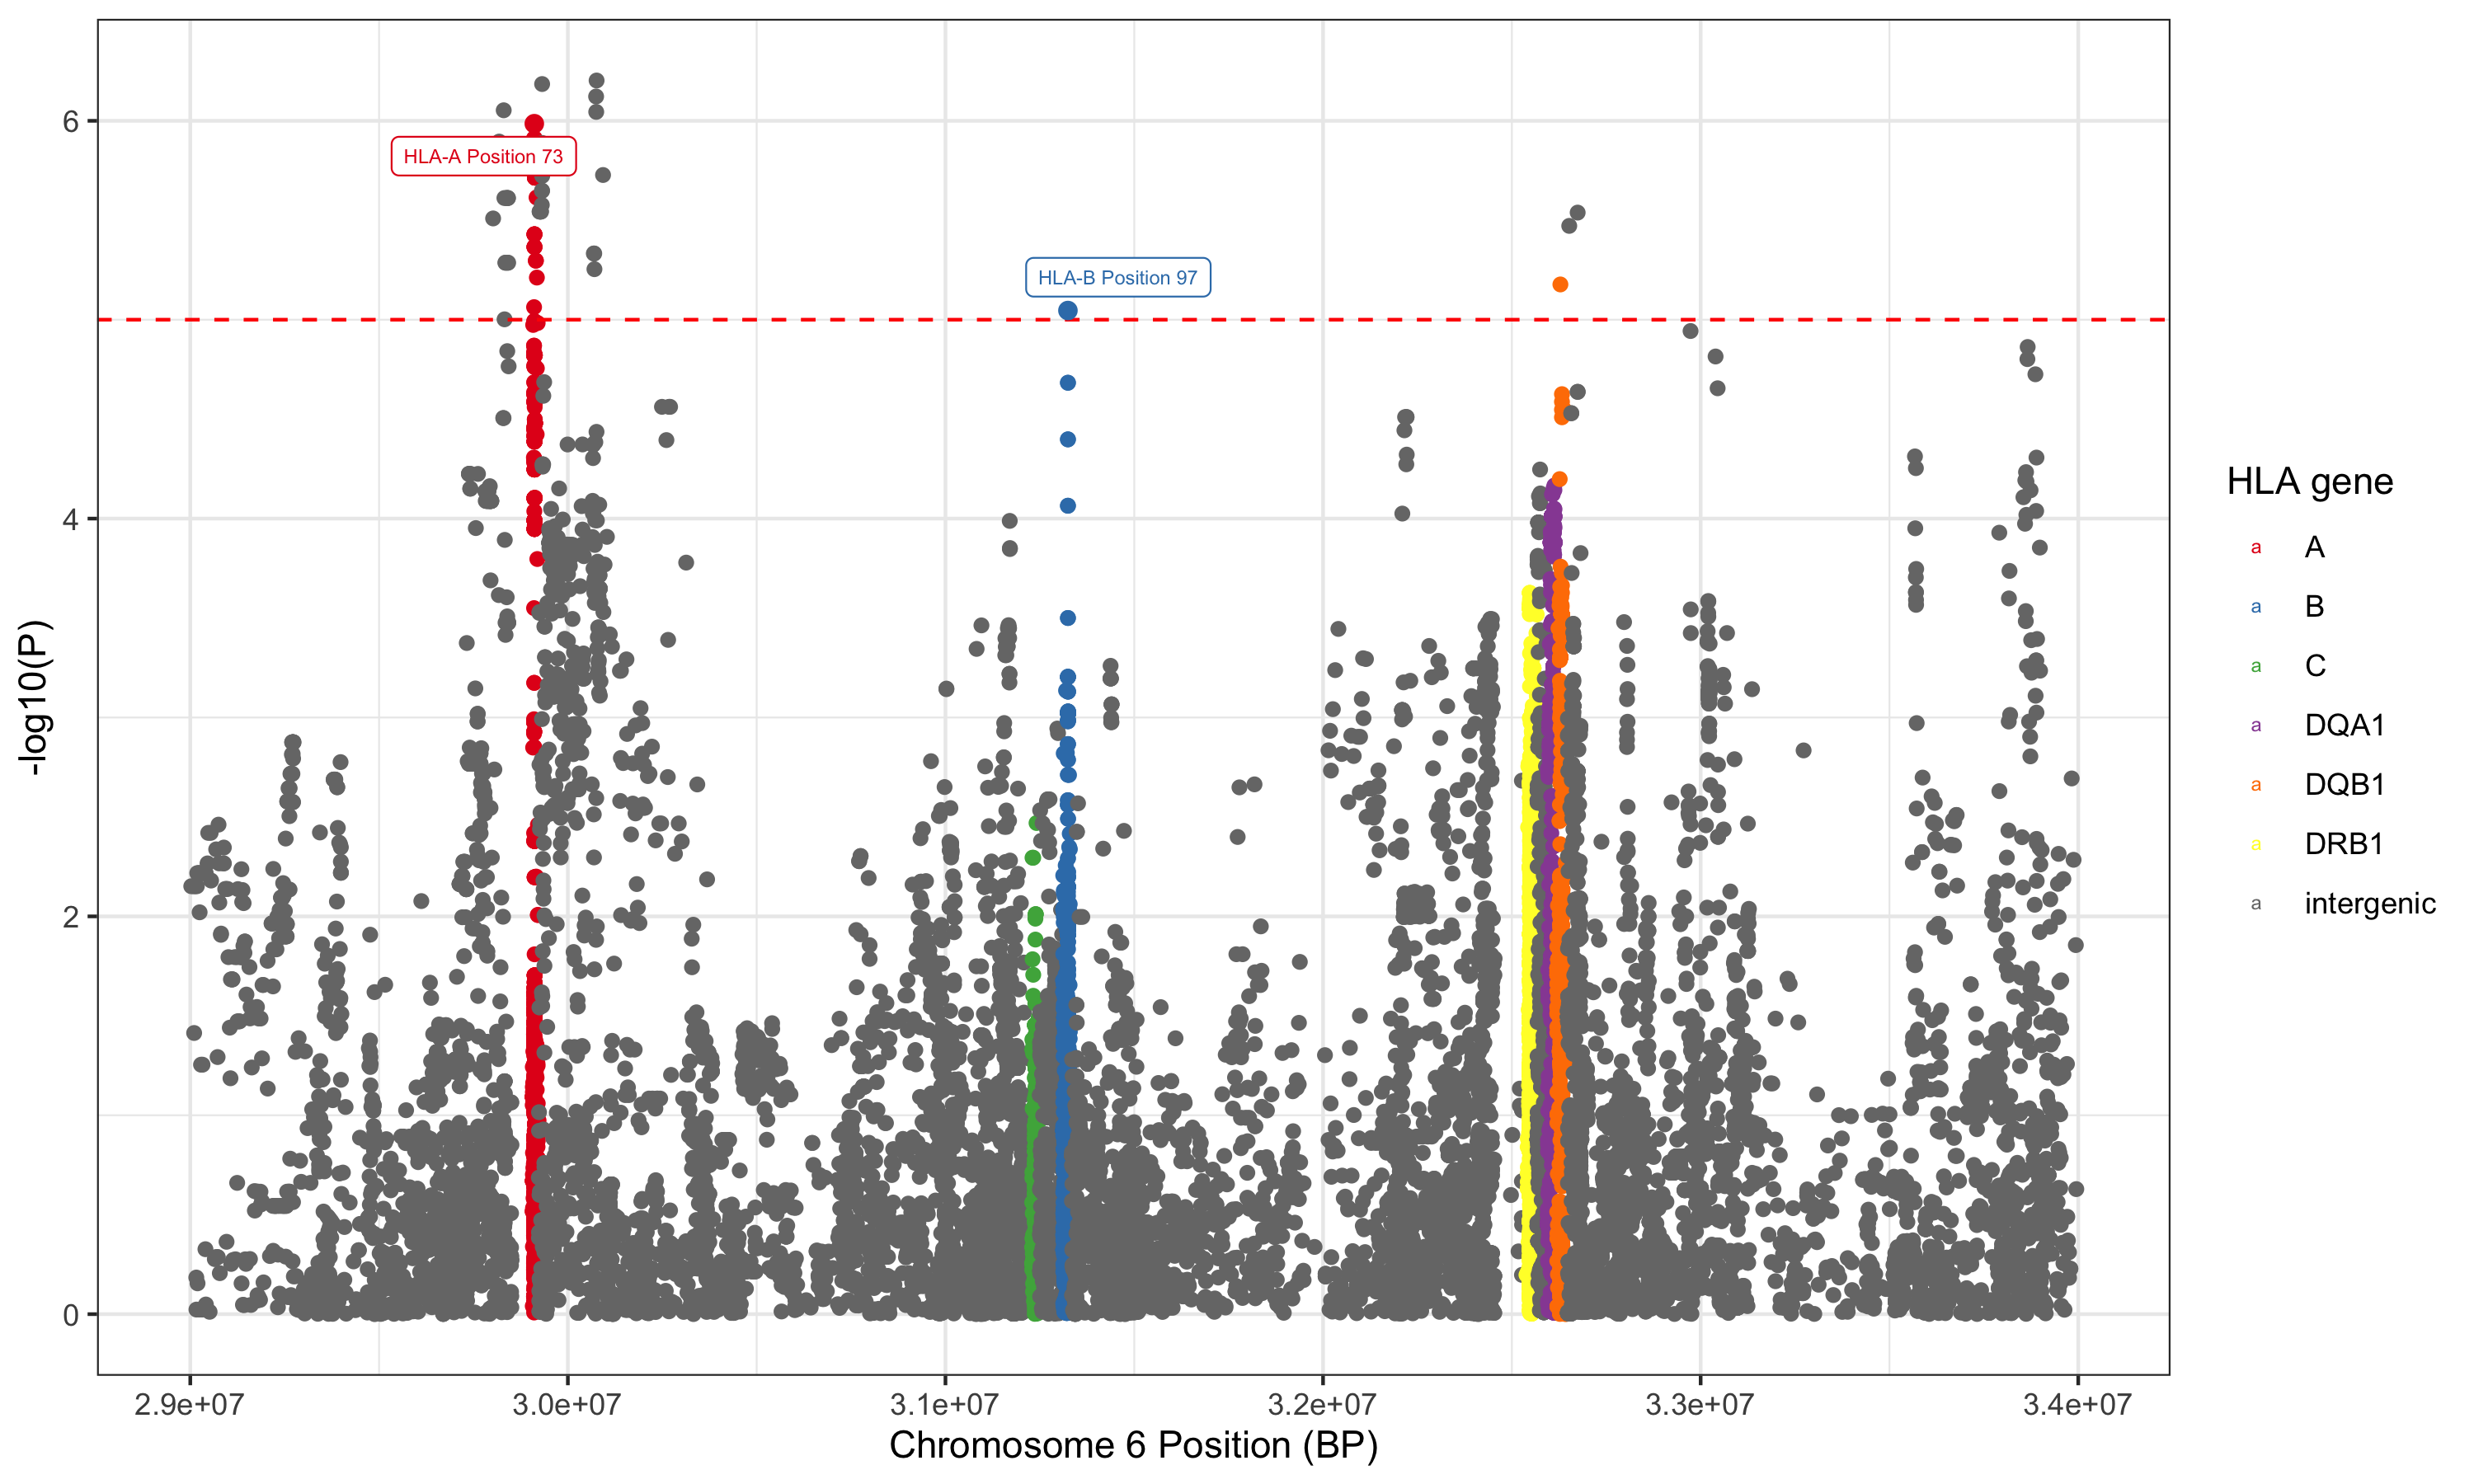 HLA-A Position 73
HLA-B Position 97
6
4
2
0
-log10(P)
2.9e+07
3.0e+07
3.1e+07
3.2e+07
3.3e+07
3.4e+07
Chromosome 6 Position (BP)
HLA gene
a A
a B
a C
a DQA1
a DQB1
a DRB1
a intergenic